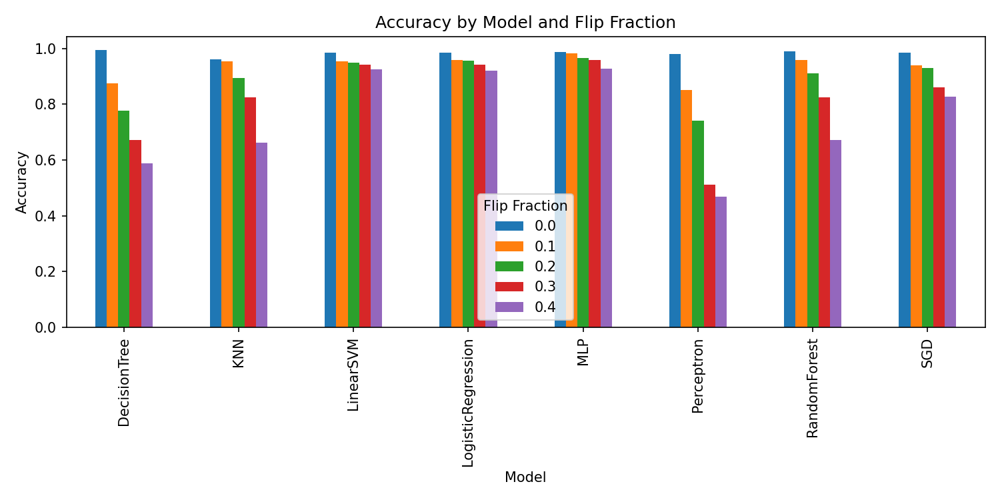 Accuracy by Model and Flip Fraction
Accuracy
1.0
0.8
0.6
0.4
0.2
0.0
Flip Fraction
0.0
0.1
0.2
0.3
0.4
DecisionTree
KNN
LinearSVM
LogisticRegression
MLP
Perceptron
RandomForest
SGD
Model